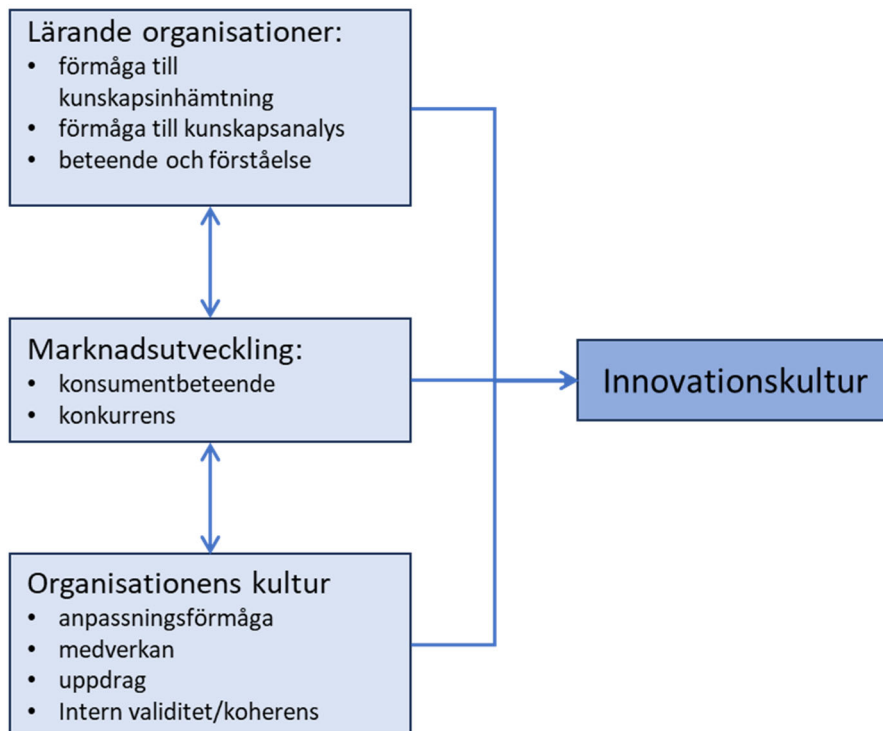 Lärande organisationer:
• förmåga till
kunskapsinhämtning
• förmåga till kunskapsanalys
• beteende och förståelse
Marknadsutveckling:
• konsumentbeteende
• konkurrens
Innovationskultur
Organisationens kultur
• anpassningsförmåga
• medverkan
• uppdrag
• Intern validitet/koherens